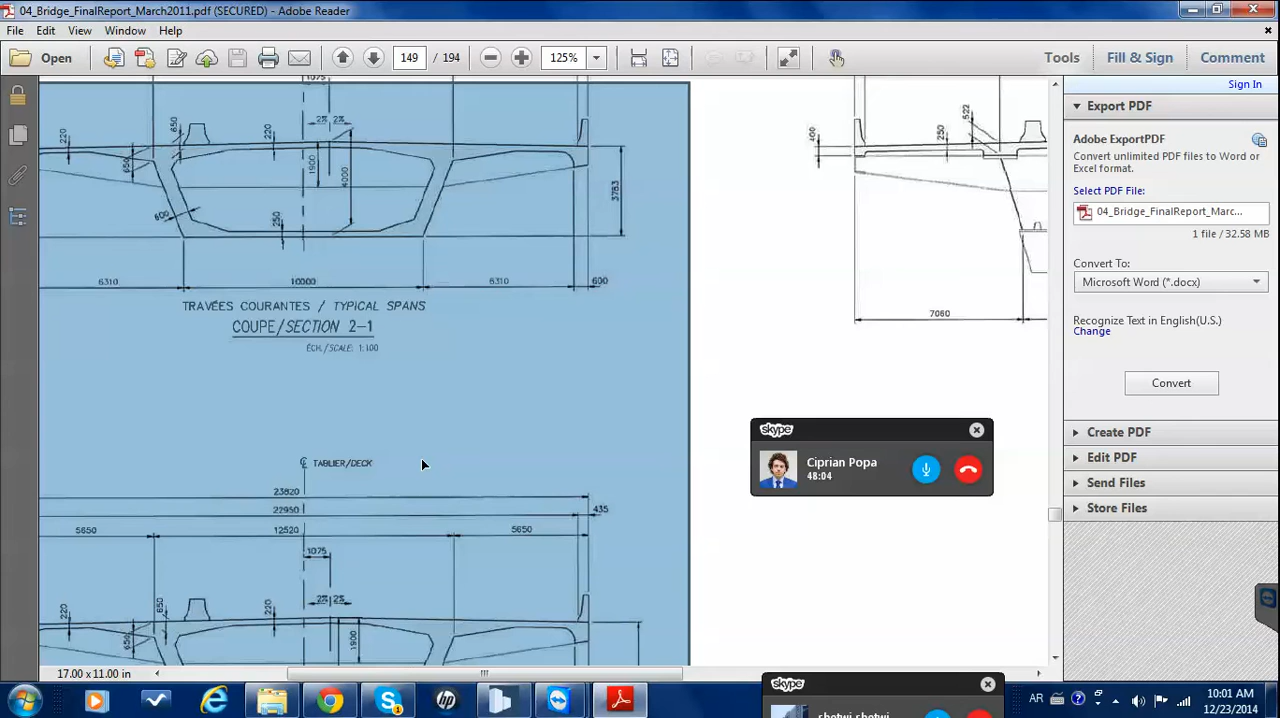 04_Bridge_FinalReport_March2011.pdf (SECURED) - Adobe Reader
File Edit View Window Help
Open 149 / 194 125% Tools Fill & Sign Comment
Sign In
Export PDF
Adobe ExportPDF
Convert unlimited PDF files to Word or
Excel format.
Select PDF File:
04_Bridge_FinalReport_Marc...
1 file / 32.58 MB
Convert To:
Microsoft Word (*.docx)
Recognize Text in English(U.S.)
Change
Convert
Create PDF
Edit PDF
Send Files
Store Files
1075
2% 2%
220 650 220
650 1900 4000
600 250 3783
6310 10000 6310 600
TRAVÉES COURANTES / TYPICAL SPANS
COUPE/SECTION 2-1
ÉCH./SCALE: 1:100
TABLIER/DECK
23820
22950 435
5650 12520 5650
1075
2% 2%
220 650 220
650 1900
400 250 622
7060
skype
Ciprian Popa
48:04
skype
shetwi shetwi
17.00 x 11.00 in
AR
10:01 AM
12/23/2014